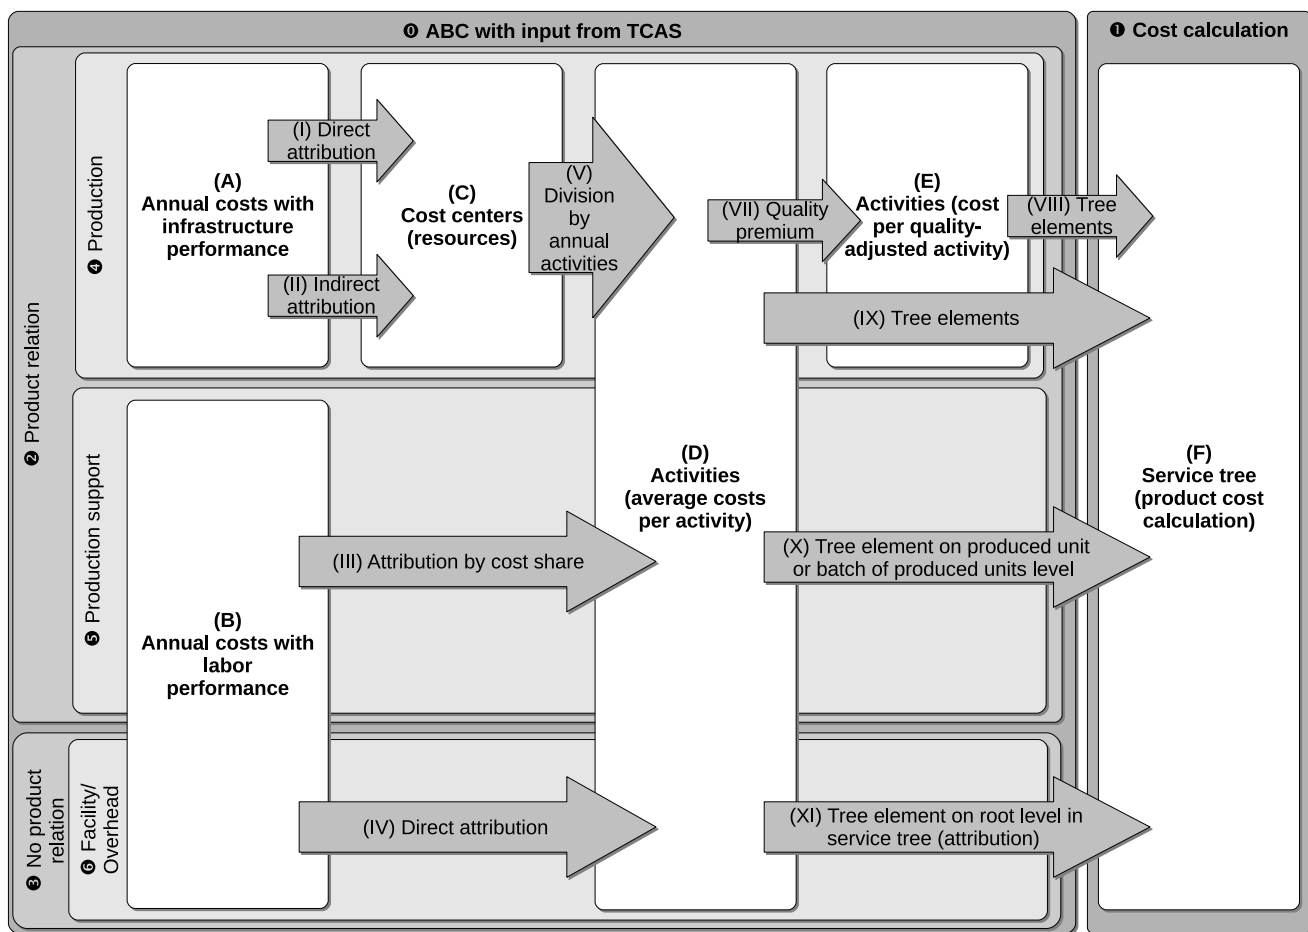 ⓿ ABC with input from TCAS
❶ Cost calculation
❷ Product relation
❹ Production
(A)
Annual costs with
infrastructure
performance
(I) Direct
attribution
(II) Indirect
attribution
(C)
Cost centers
(resources)
(V)
Division
by
annual
activities
(VII) Quality
premium
(E)
Activities (cost
per quality-
adjusted activity)
(VIII) Tree
elements
(IX) Tree elements
❺ Production support
(B)
Annual costs with
labor
performance
(III) Attribution by cost share
(D)
Activities
(average costs
per activity)
(X) Tree element on produced unit
or batch of produced units level
(F)
Service tree
(product cost
calculation)
❸ No product
relation
❻ Facility/
Overhead
(IV) Direct attribution
(XI) Tree element on root level in
service tree (attribution)